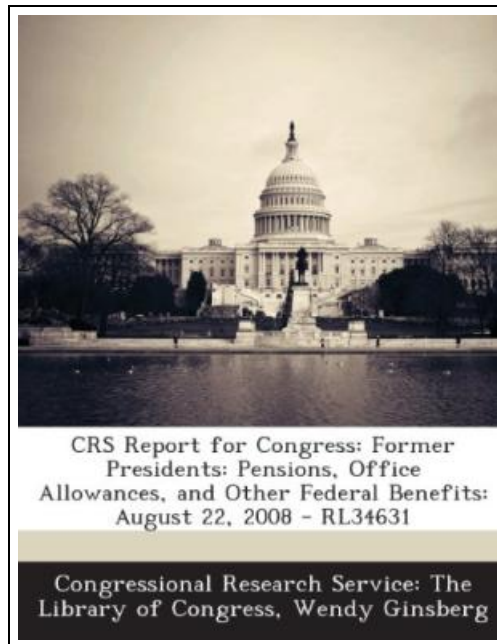 CRS Report for Congress: Former
Presidents: Pensions, Office
Allowances, and Other Federal Benefits:
August 22, 2008 - RL34631
Congressional Research Service: The
Library of Congress, Wendy Ginsberg